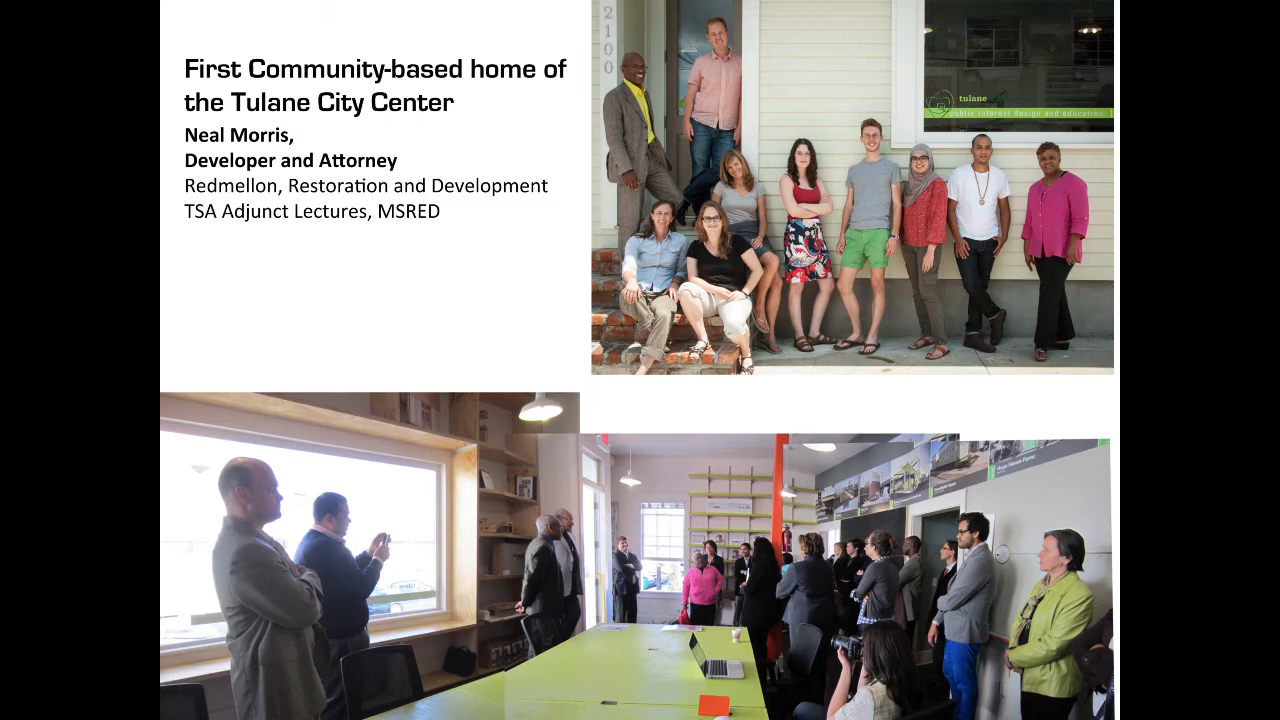 First Community-based home of
the Tulane City Center
Neal Morris,
Developer and Attorney
Redmellon, Restoration and Development
TSA Adjunct Lectures, MSRED
2100
tulane
public interest design and education